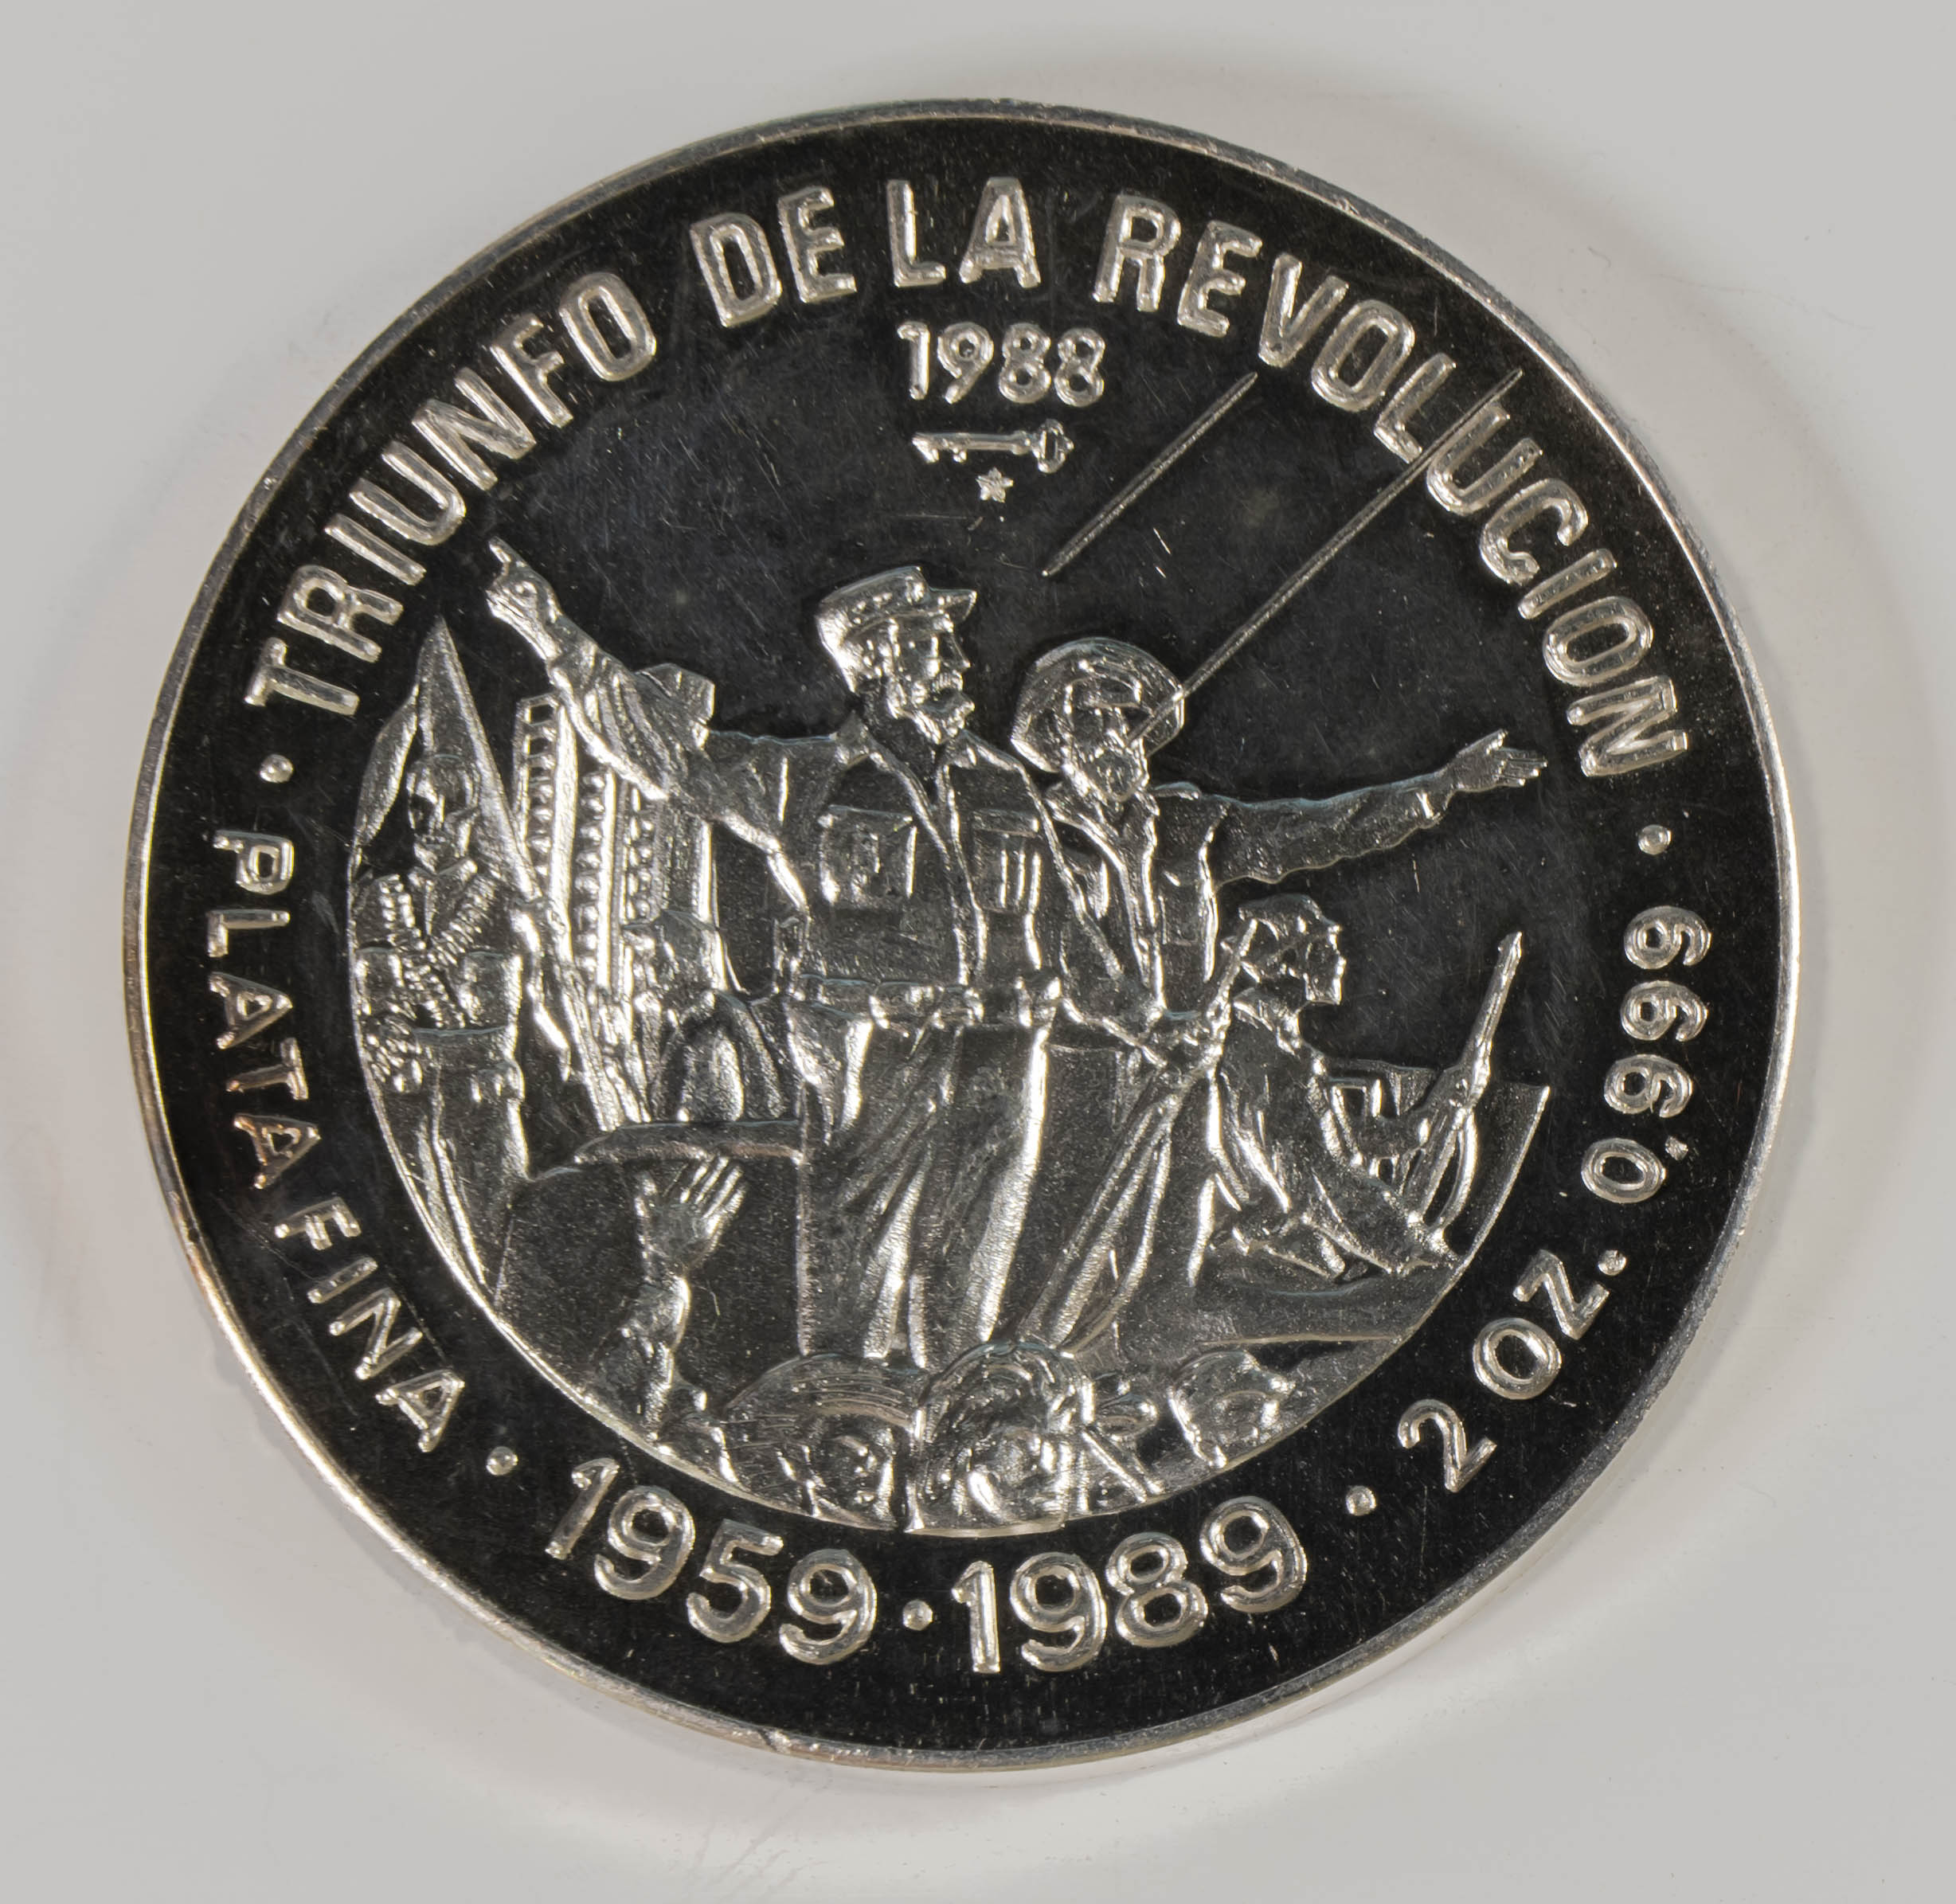 TRIUNFO DE LA REVOLUCION
1988
PLATA FINA · 1959 · 1989 · 2 OZ. 0.999